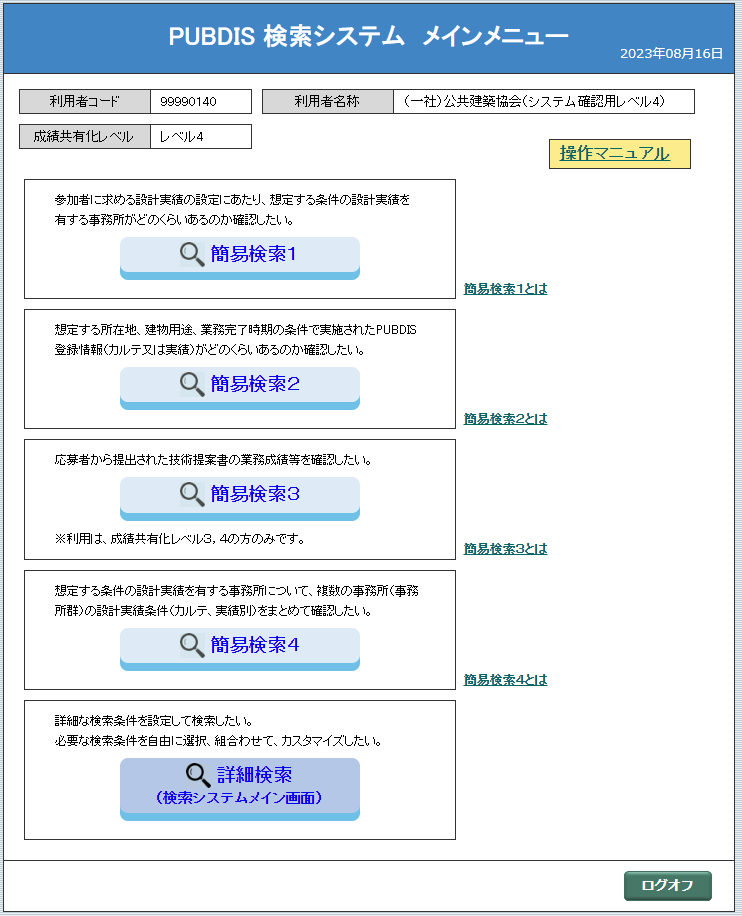 PUBDIS 検索システム　メインメニュー
2023年08月16日
利用者コード 99990140 利用者名称 （一社）公共建築協会（システム確認用レベル4）
成績共有化レベル レベル4
操作マニュアル
参加者に求める設計実績の設定にあたり、想定する条件の設計実績を
有する事務所がどのくらいあるのか確認したい。
簡易検索1
簡易検索1とは
想定する所在地、建物用途、業務完了時期の条件で実施されたPUBDIS
登録情報（カルテ又は実績）がどのくらいあるのか確認したい。
簡易検索2
簡易検索2とは
応募者から提出された技術提案書の業務成績等を確認したい。
簡易検索3
※利用は、成績共有化レベル3，4の方のみです。
簡易検索3とは
想定する条件の設計実績を有する事務所について、複数の事務所（事務
所群）の設計実績条件（カルテ、実績別）をまとめて確認したい。
簡易検索4
簡易検索4とは
詳細な検索条件を設定して検索したい。
必要な検索条件を自由に選択、組合わせて、カスタマイズしたい。
詳細検索
（検索システムメイン画面）
ログオフ